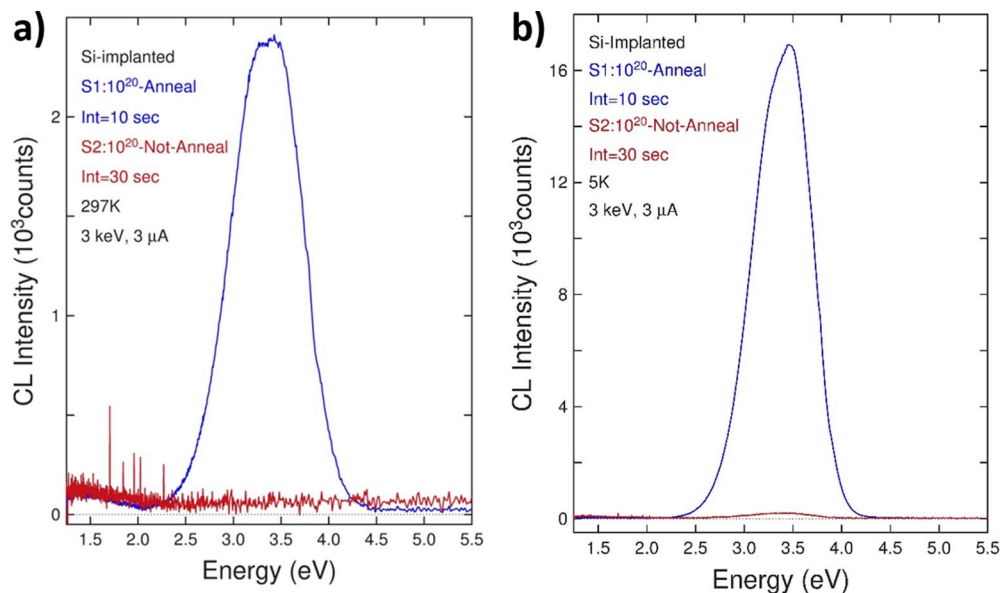 a)
Si-implanted
S1:10²⁰-Anneal
Int=10 sec
S2:10²⁰-Not-Anneal
Int=30 sec
297K
3 keV, 3 μA
CL Intensity (10³counts)
2
1
0
1.5 2.0 2.5 3.0 3.5 4.0 4.5 5.0 5.5
Energy (eV)
b)
Si-Implanted
S1:10²⁰-Anneal
Int=10 sec
S2:10²⁰-Not-Anneal
Int=30 sec
5K
3 keV, 3 μA
CL Intensity (10³counts)
16
12
8
4
0
1.5 2.0 2.5 3.0 3.5 4.0 4.5 5.0 5.5
Energy (eV)